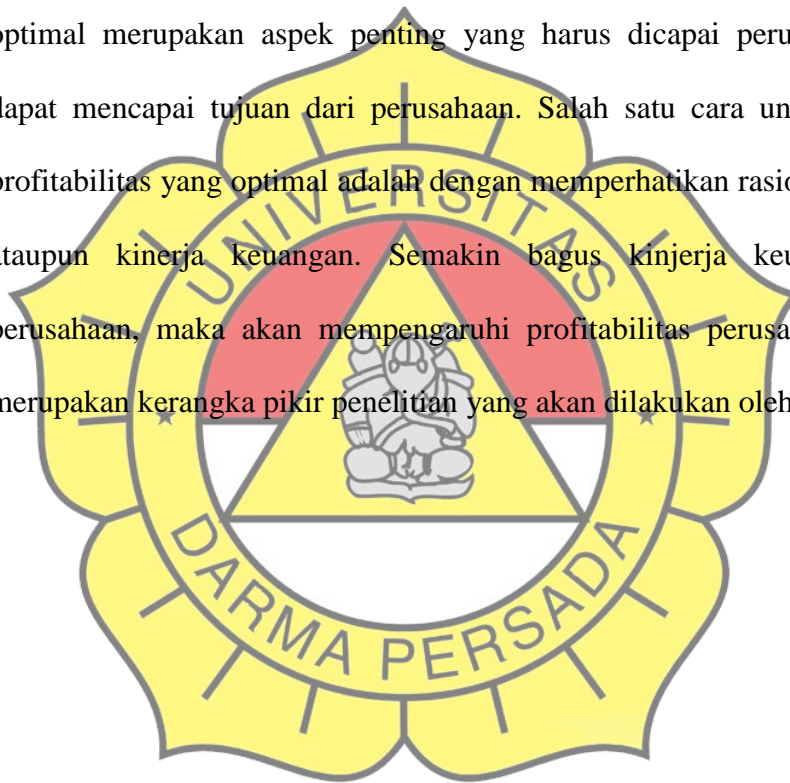 optimal merupakan aspek penting yang harus dicapai peru
dapat mencapai tujuan dari perusahaan. Salah satu cara un
profitabilitas yang optimal adalah dengan memperhatikan rasio
ataupun kinerja keuangan. Semakin bagus kinjerja keu
perusahaan, maka akan mempengaruhi profitabilitas perusa
merupakan kerangka pikir penelitian yang akan dilakukan oleh
UNIVERSITAS
DARMA PERSADA